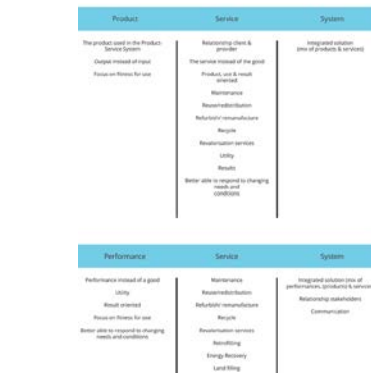 Product
Service
System
The product used in the Product-
Service System
Output instead of input
Focus on fitness for use
Relationship client &
provider
The service instead of the good
Product, use & result
oriented
Maintenance
Reuse/redistribution
Refurbish/ remanufacture
Recycle
Revalorisation services
Utility
Results
Better able to respond to changing
needs and
conditions
Integrated solution
(mix of products & services)
Performance
Service
System
Performance instead of a good
Utility
Result oriented
Focus on fitness for use
Better able to respond to changing
needs and conditions
Maintenance
Reuse/redistribution
Refurbish/ remanufacture
Recycle
Revalorisation services
Retrofitting
Energy Recovery
Land filling
Integrated solution (mix of
performances, (products) & services)
Relationship stakeholders
Communication